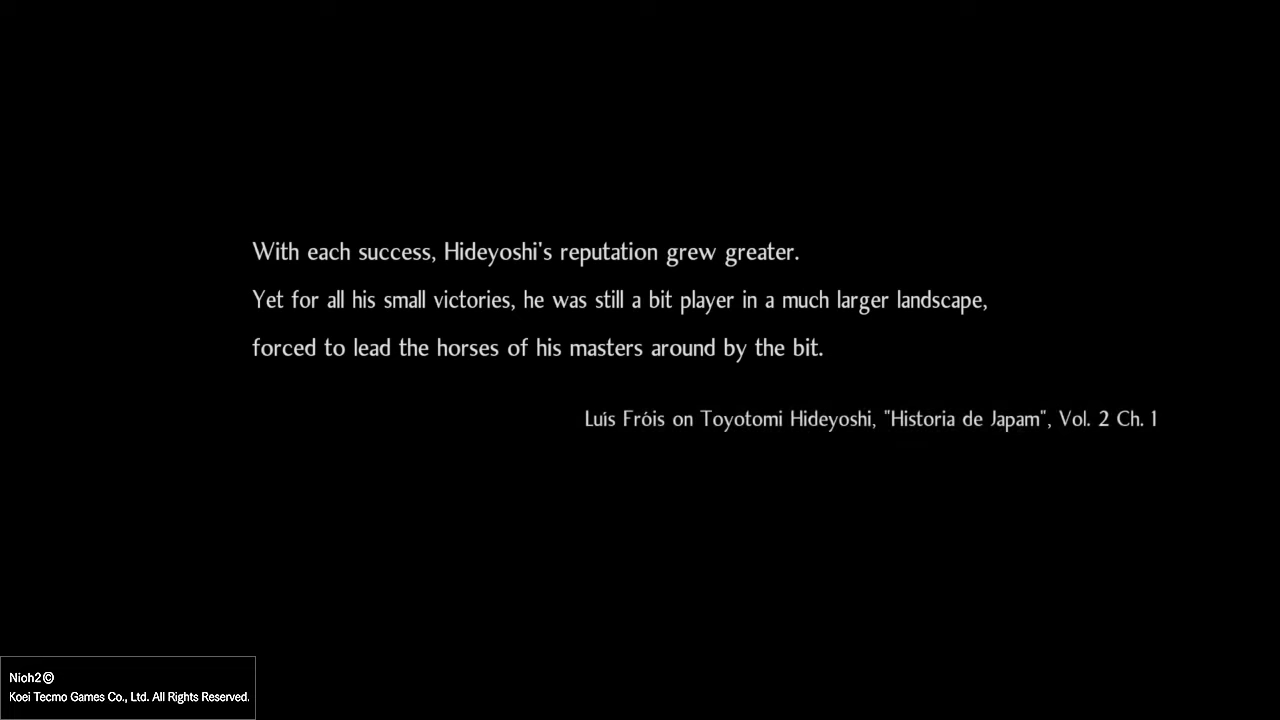 With each success, Hideyoshi's reputation grew greater.
Yet for all his small victories, he was still a bit player in a much larger landscape,
forced to lead the horses of his masters around by the bit.
Luís Fróis on Toyotomi Hideyoshi, "Historia de Japam", Vol. 2 Ch. 1
Nioh2©
Koei Tecmo Games Co., Ltd. All Rights Reserved.